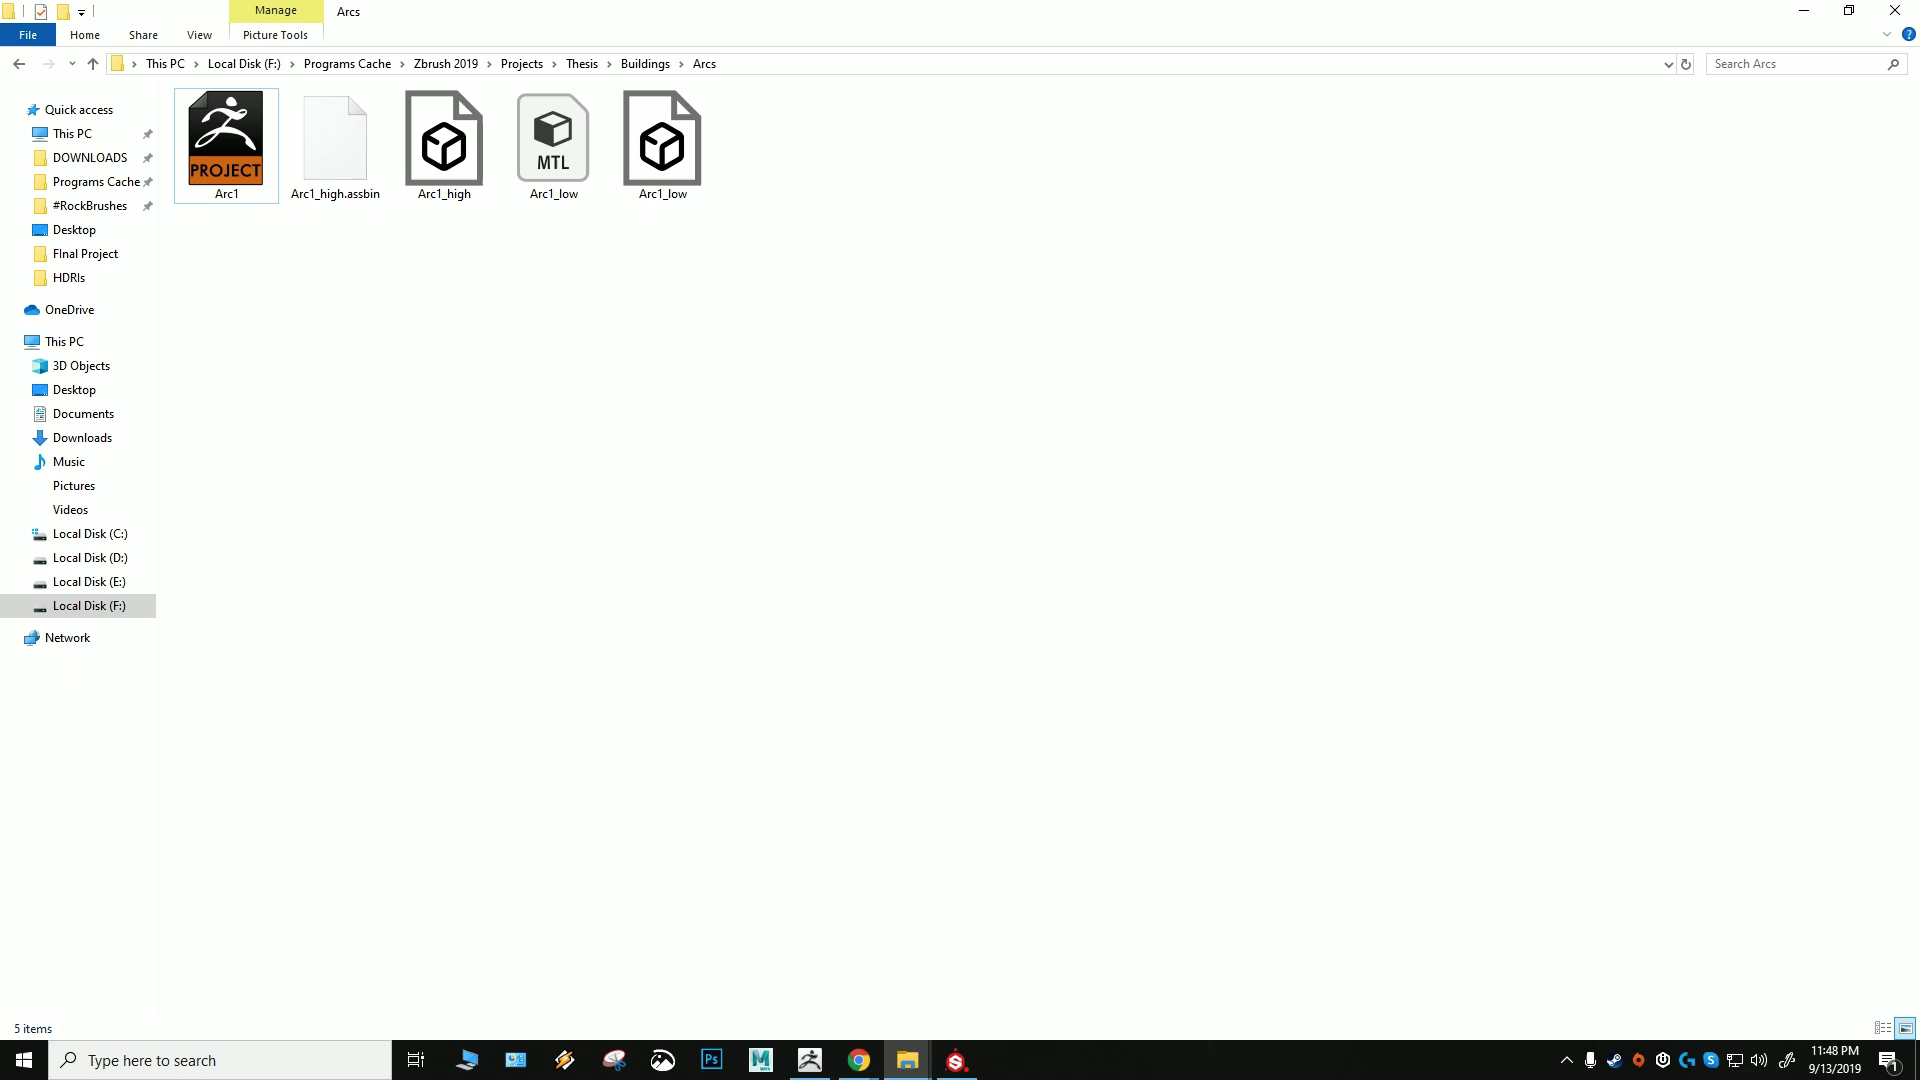 Manage
Arcs
File
Home
Share
View
Picture Tools
This PC
Local Disk (F:)
Programs Cache
Zbrush 2019
Projects
Thesis
Buildings
Arcs
Search Arcs
Quick access
This PC
DOWNLOADS
Programs Cache
#RockBrushes
Desktop
FInal Project
HDRIs
OneDrive
This PC
3D Objects
Desktop
Documents
Downloads
Music
Pictures
Videos
Local Disk (C:)
Local Disk (D:)
Local Disk (E:)
Local Disk (F:)
Network
PROJECT
Arc1
Arc1_high.assbin
Arc1_high
MTL
Arc1_low
Arc1_low
5 items
Type here to search
Ps
M
S
11:48 PM
9/13/2019
1